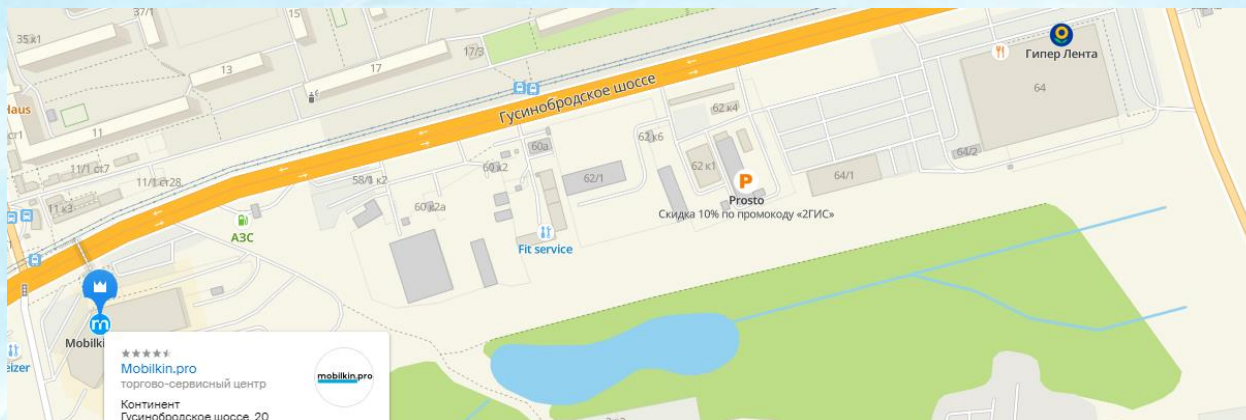 37/1
35 к1
15
13
17
17/3
Гипер Лента
64
Haus
Гусинобродское шоссе
62 к4
11
60а
62 к6
64/2
11/1 ст7
11/1 ст28
58/1 к2
60 к2
62/1
62 к1
64/1
P
Prosto
Скидка 10% по промокоду «2ГИС»
11 к3
60 к2а
АЗС
Fit service
m
Mobilki
eizer
Mobilkin.pro
торгово-сервисный центр
mobilkin.pro
Континент
Гусинобродское шоссе, 20